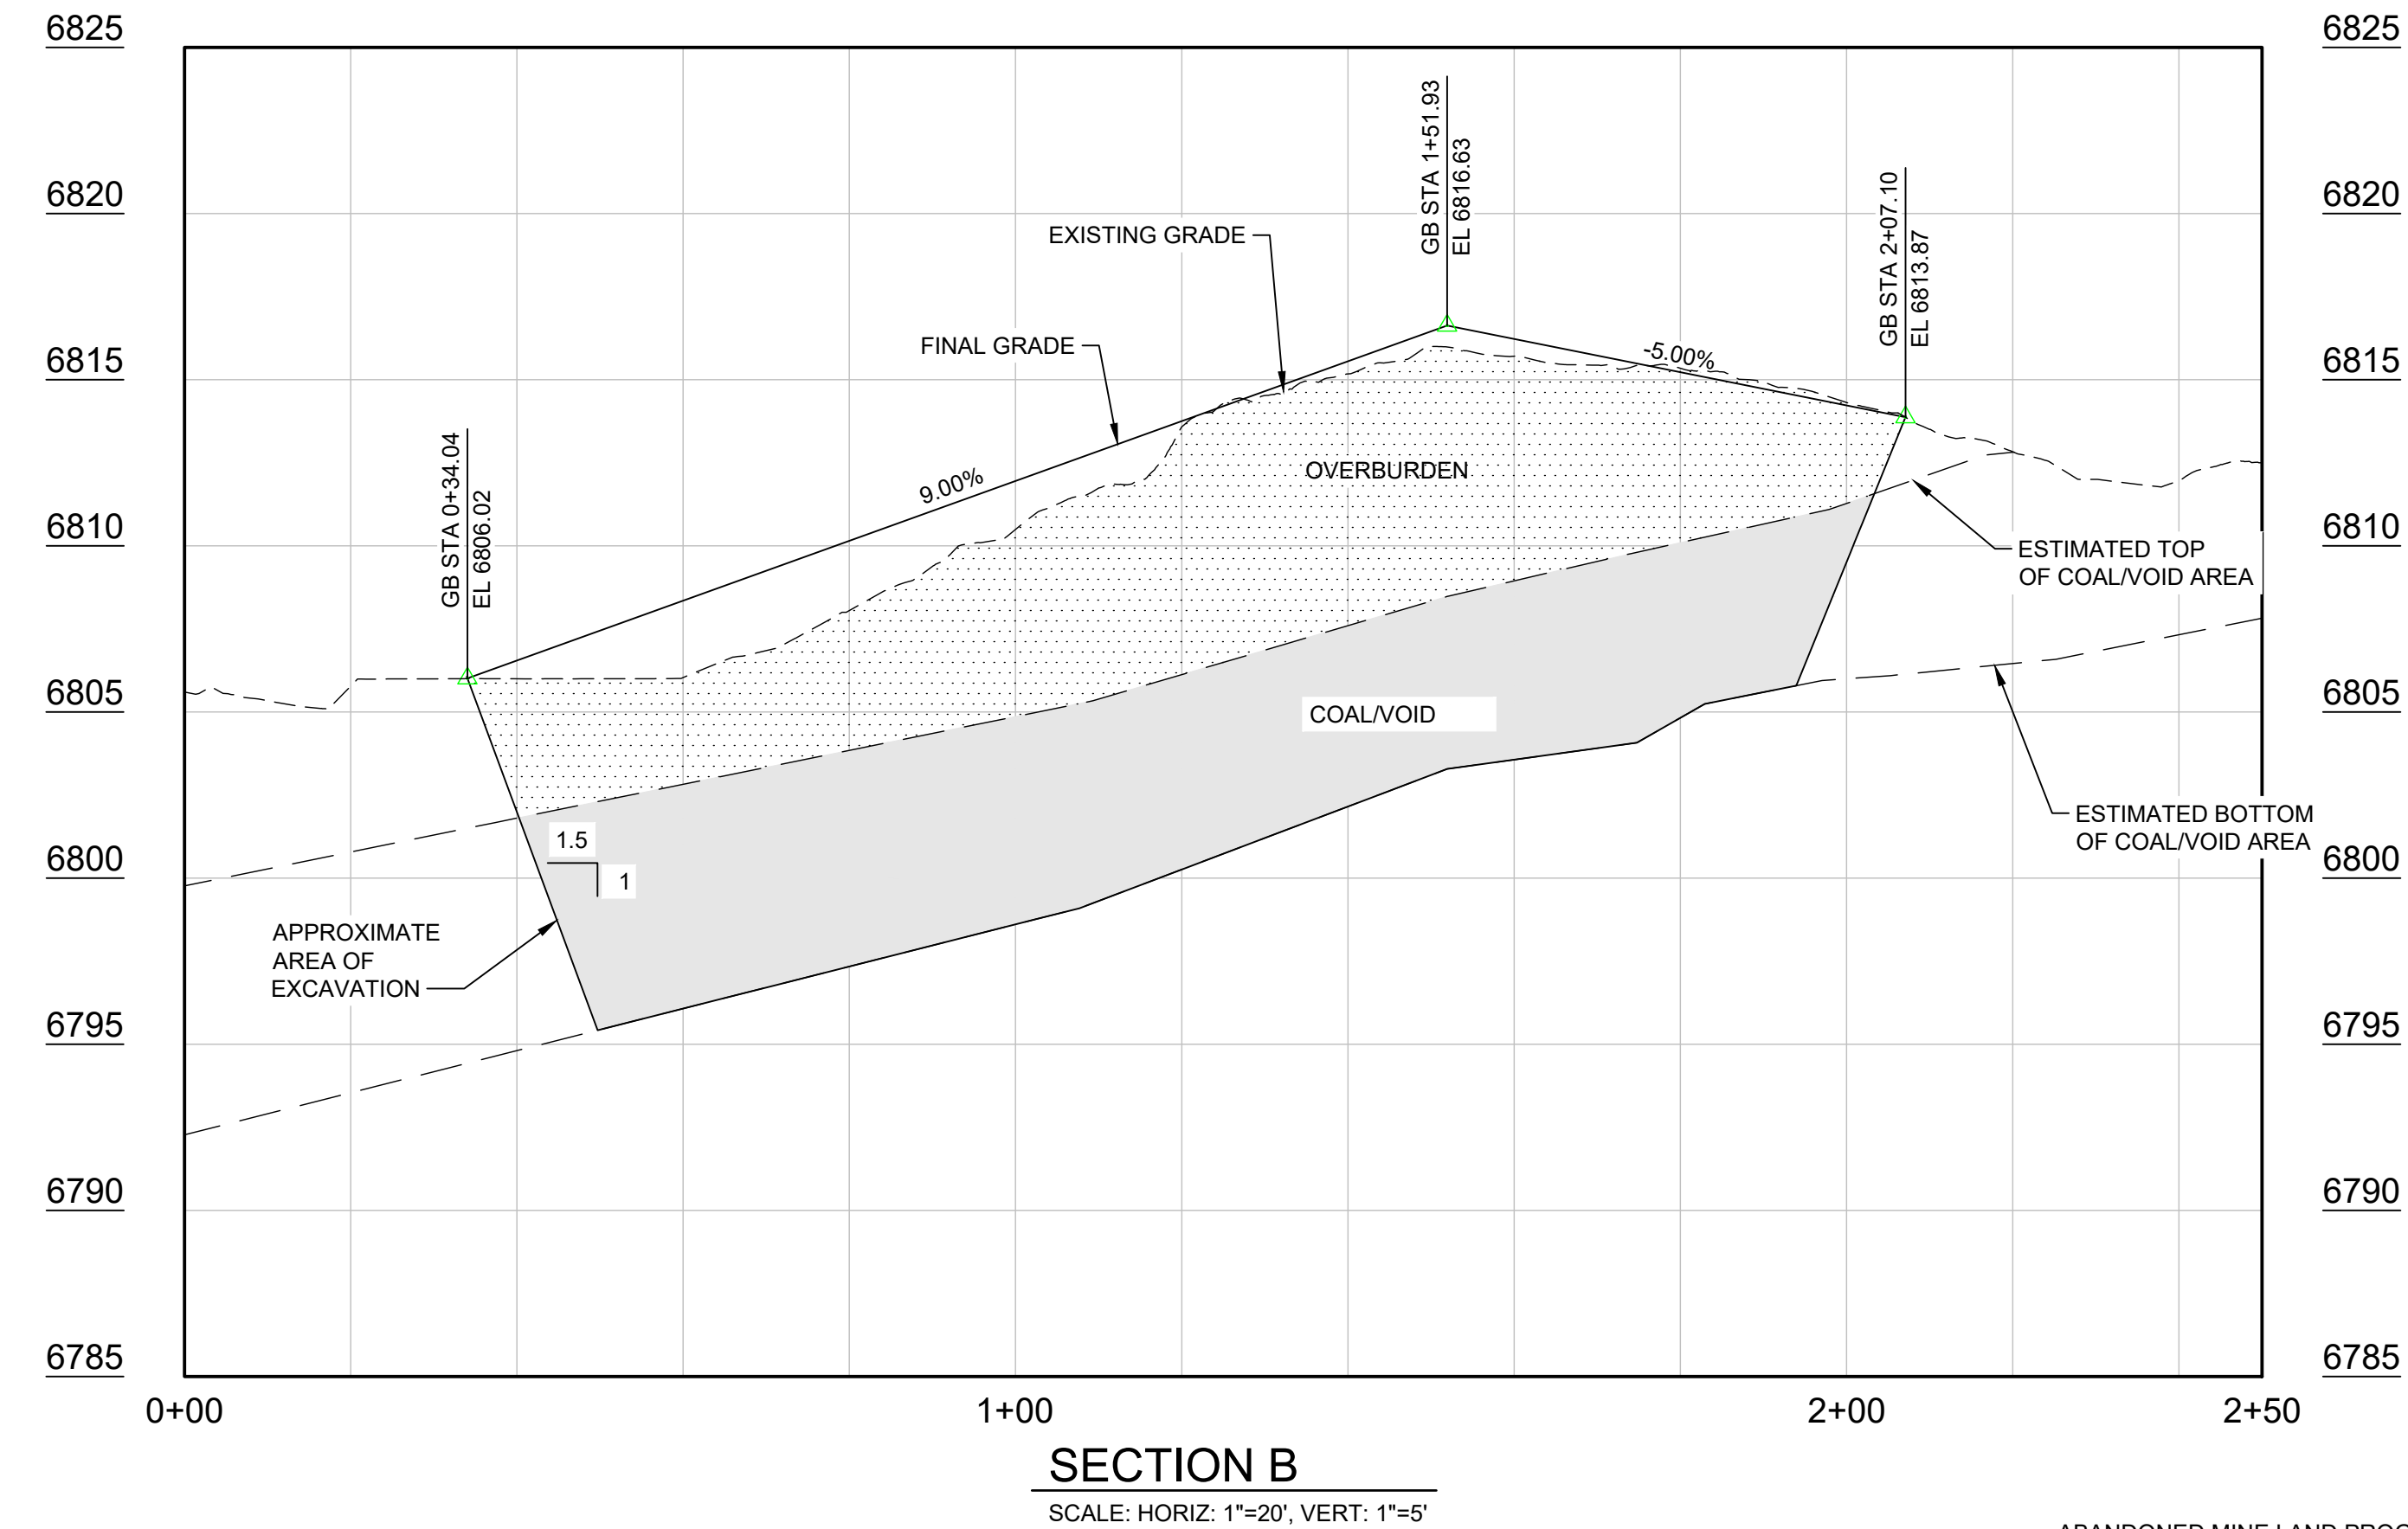 6825
6825
GB STA 1+51.93
EL 6816.63
6820
6820
GB STA 2+07.10
EL 6813.87
EXISTING GRADE
FINAL GRADE
-5.00%
6815
6815
GB STA 0+34.04
EL 6806.02
9.00%
OVERBURDEN
6810
6810
ESTIMATED TOP
OF COAL/VOID AREA
6805
6805
COAL/VOID
ESTIMATED BOTTOM
OF COAL/VOID AREA
1.5
1
6800
6800
APPROXIMATE
AREA OF
EXCAVATION
6795
6795
6790
6790
6785
6785
0+00
1+00
2+00
2+50
SECTION B
SCALE: HORIZ: 1"=20', VERT: 1"=5'
ABANDONED MINE LAND